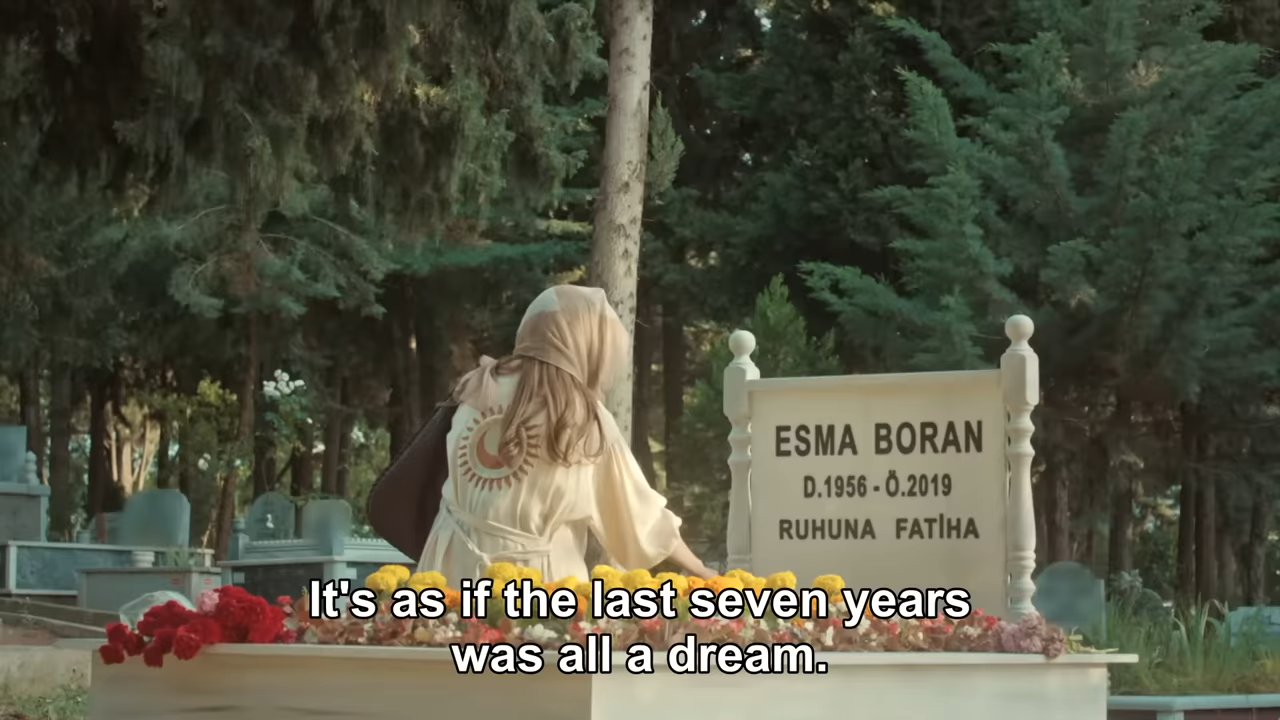 ESMA BORAN
D.1956 - Ö.2019
RUHUNA FATİHA
It's as if the last seven years
was all a dream.